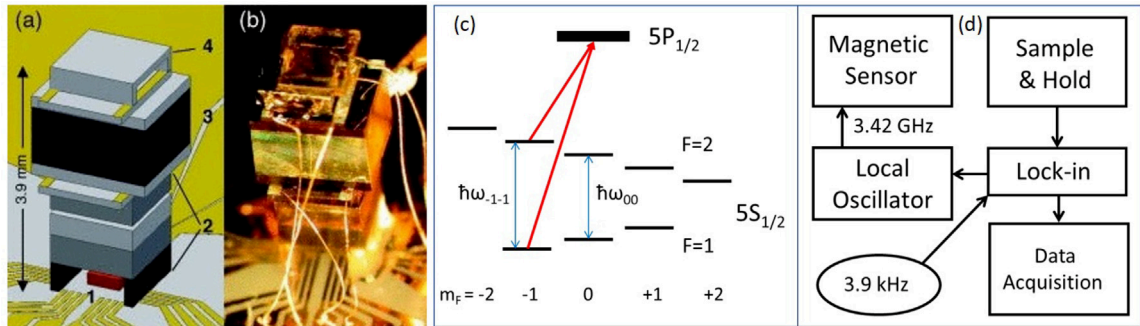 (a)
4
3
3.9 mm
2
1
(b)
(c)
5P1/2
F=2
ħω-1-1
ħω00
5S1/2
F=1
mF = -2 -1 0 +1 +2
(d)
Magnetic
Sensor
Sample
& Hold
3.42 GHz
Local
Oscillator
Lock-in
3.9 kHz
Data
Acquisition